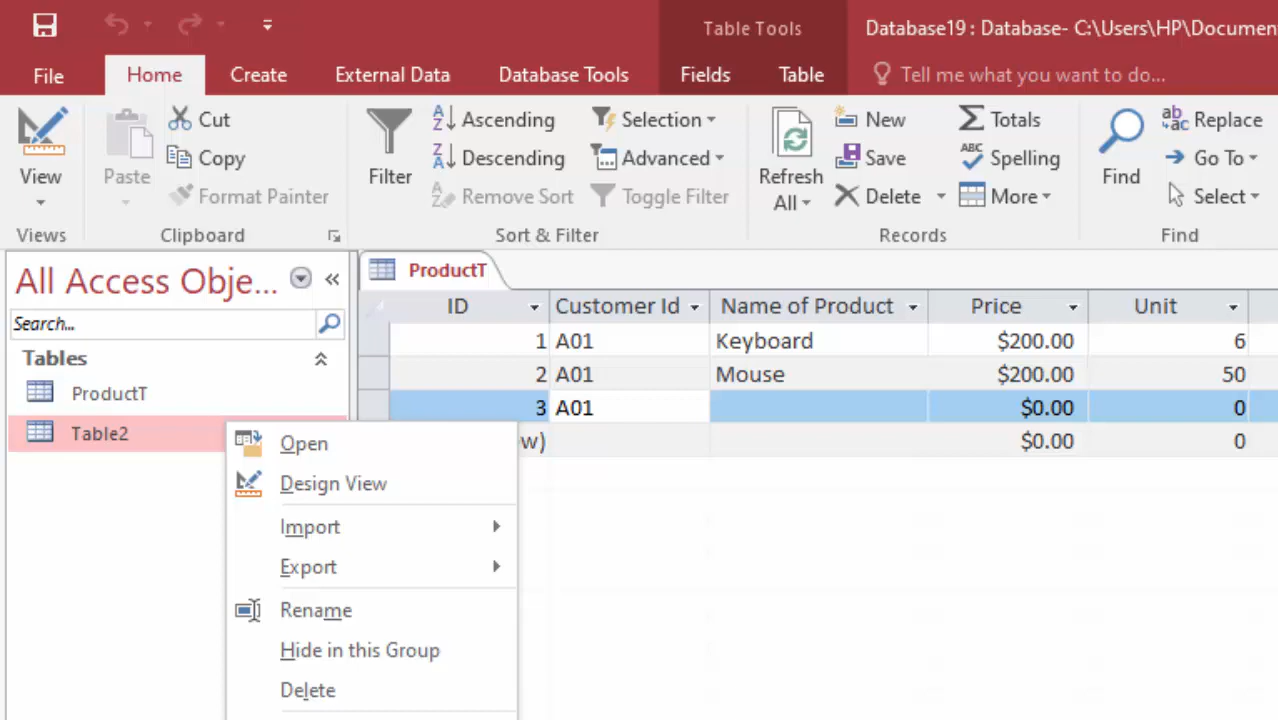 Table Tools
Database19 : Database- C:\Users\HP\Documen
File
Home
Create
External Data
Database Tools
Fields
Table
Tell me what you want to do...
View
Views
Paste
Cut
Copy
Format Painter
Clipboard
Filter
Ascending
Descending
Remove Sort
Selection
Advanced
Toggle Filter
Sort & Filter
Refresh
All
New
Save
Delete
Totals
Spelling
More
Records
Find
Replace
Go To
Select
Find
All Access Obje...
Search...
Tables
ProductT
Table2
ProductT
ID Customer Id Name of Product Price Unit
1 A01 Keyboard $200.00 6
2 A01 Mouse $200.00 50
3 A01 $0.00 0
w) $0.00 0
Open
Design View
Import
Export
Rename
Hide in this Group
Delete